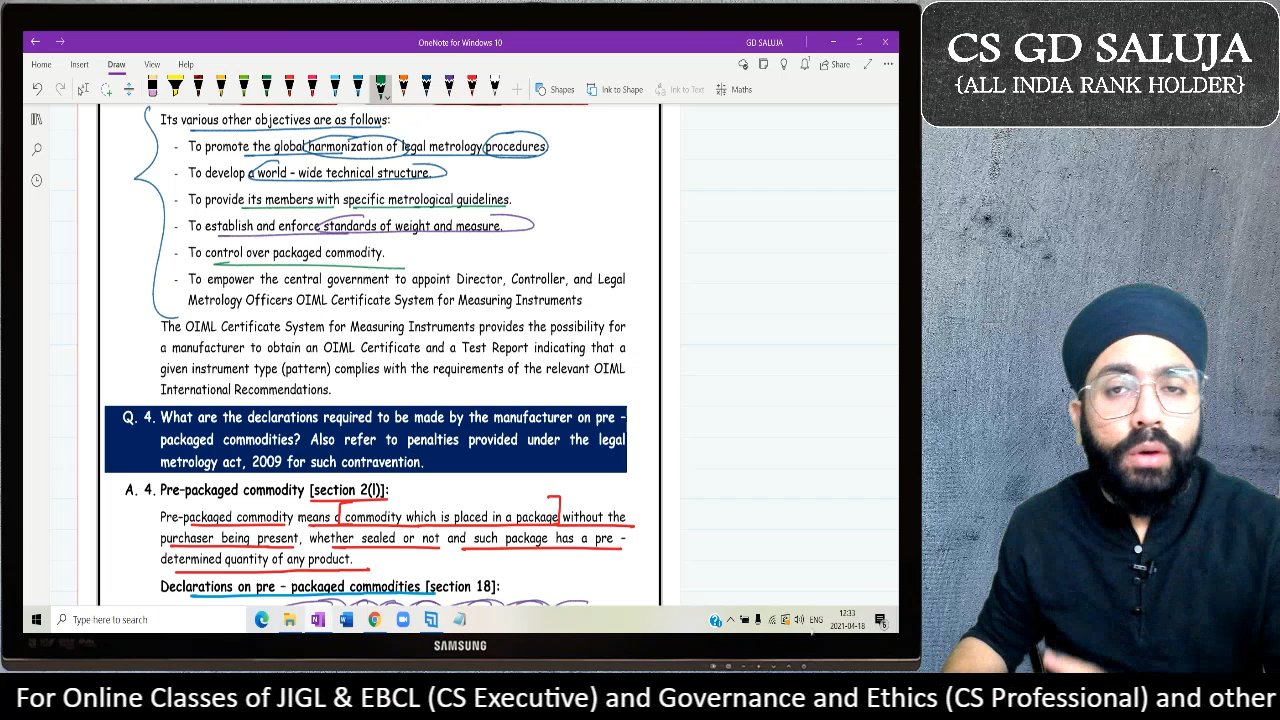 OneNote for Windows 10
GD SALUJA
Home
Insert
Draw
View
Help
Share
Shapes
Ink to Shape
Ink to Text
Maths
Its various other objectives are as follows:
- To promote the global harmonization of legal metrology procedures
- To develop a world – wide technical structure.
- To provide its members with specific metrological guidelines.
- To establish and enforce standards of weight and measure.
- To control over packaged commodity.
- To empower the central government to appoint Director, Controller, and Legal
Metrology Officers OIML Certificate System for Measuring Instruments
The OIML Certificate System for Measuring Instruments provides the possibility for
a manufacturer to obtain an OIML Certificate and a Test Report indicating that a
given instrument type (pattern) complies with the requirements of the relevant OIML
International Recommendations.
Q. 4. What are the declarations required to be made by the manufacturer on pre –
packaged commodities? Also refer to penalties provided under the legal
metrology act, 2009 for such contravention.
A. 4. Pre-packaged commodity [section 2(l)]:
Pre-packaged commodity means a commodity which is placed in a package without the
purchaser being present, whether sealed or not and such package has a pre –
determined quantity of any product.
Declarations on pre – packaged commodities [section 18]:
Type here to search
ENG
12:33
2021-04-18
SAMSUNG
CS GD SALUJA
{ALL INDIA RANK HOLDER}
For Online Classes of JIGL & EBCL (CS Executive) and Governance and Ethics (CS Professional) and other